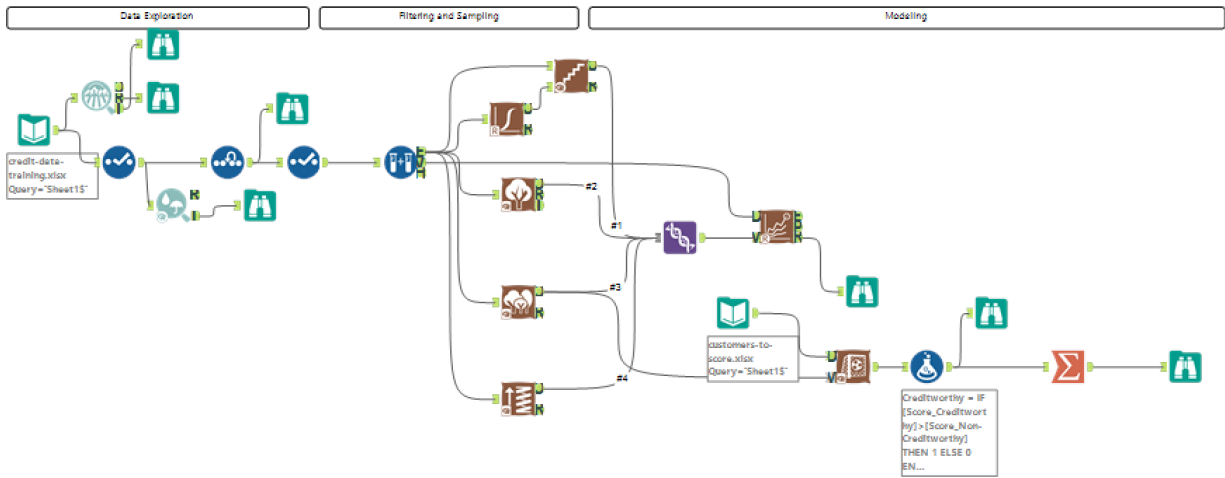 Data Exploration
Filtering and Sampling
Modeling
credit-data-
training.xlsx
Query="Sheet1$"
#2
#1
#3
#4
customers-to-
score.xlsx
Query="Sheet1$"
Creditworthy = IF
[Score_Creditwort
hy]>[Score_Non-
Creditworthy]
THEN 1 ELSE 0
EN...